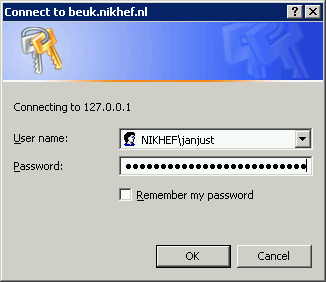 Connect to beuk.nikhef.nl
Connecting to 127.0.0.1
User name: NIKHEF\janjust
Password: ●●●●●●●●●●●●●●●●●●●●●●●●
Remember my password
OK Cancel